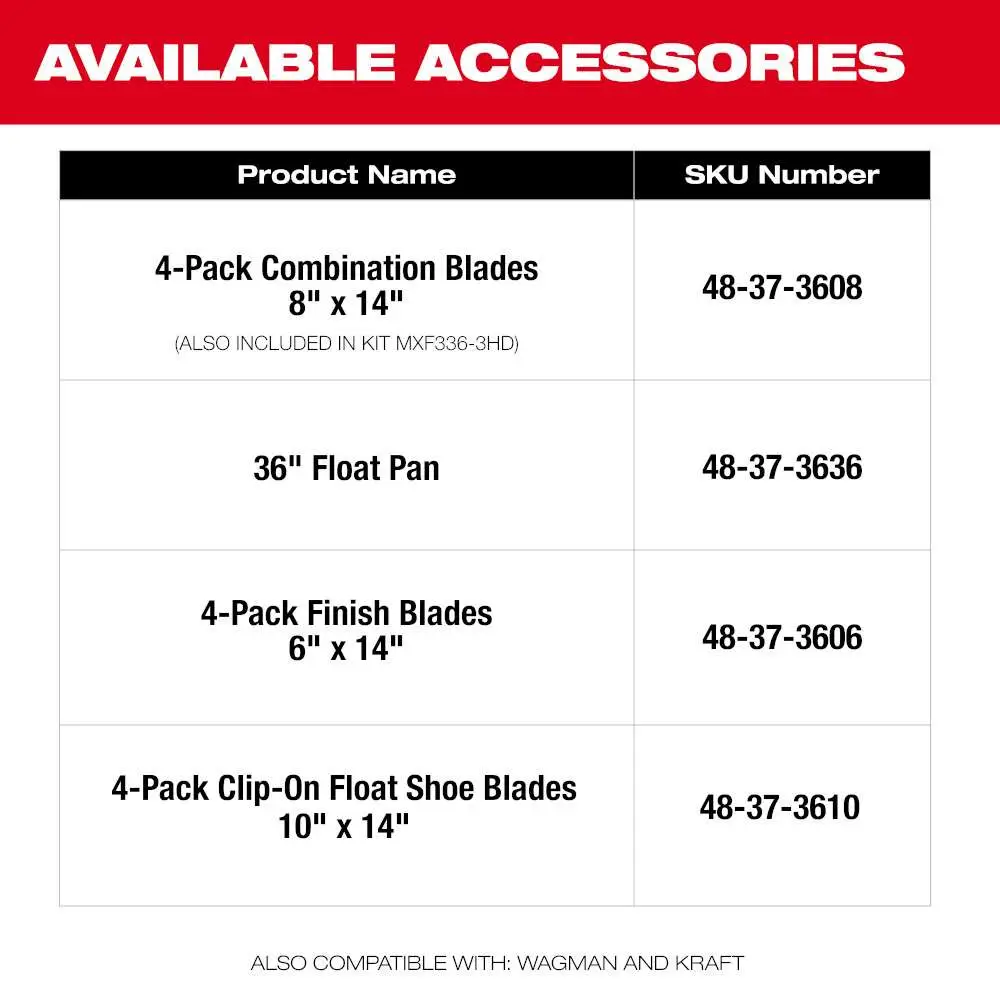 AVAILABLE ACCESSORIES
Product Name SKU Number
4-Pack Combination Blades
8" x 14"
(ALSO INCLUDED IN KIT MXF336-3HD)
48-37-3608
36" Float Pan 48-37-3636
4-Pack Finish Blades
6" x 14"
48-37-3606
4-Pack Clip-On Float Shoe Blades
10" x 14"
48-37-3610
ALSO COMPATIBLE WITH: WAGMAN AND KRAFT